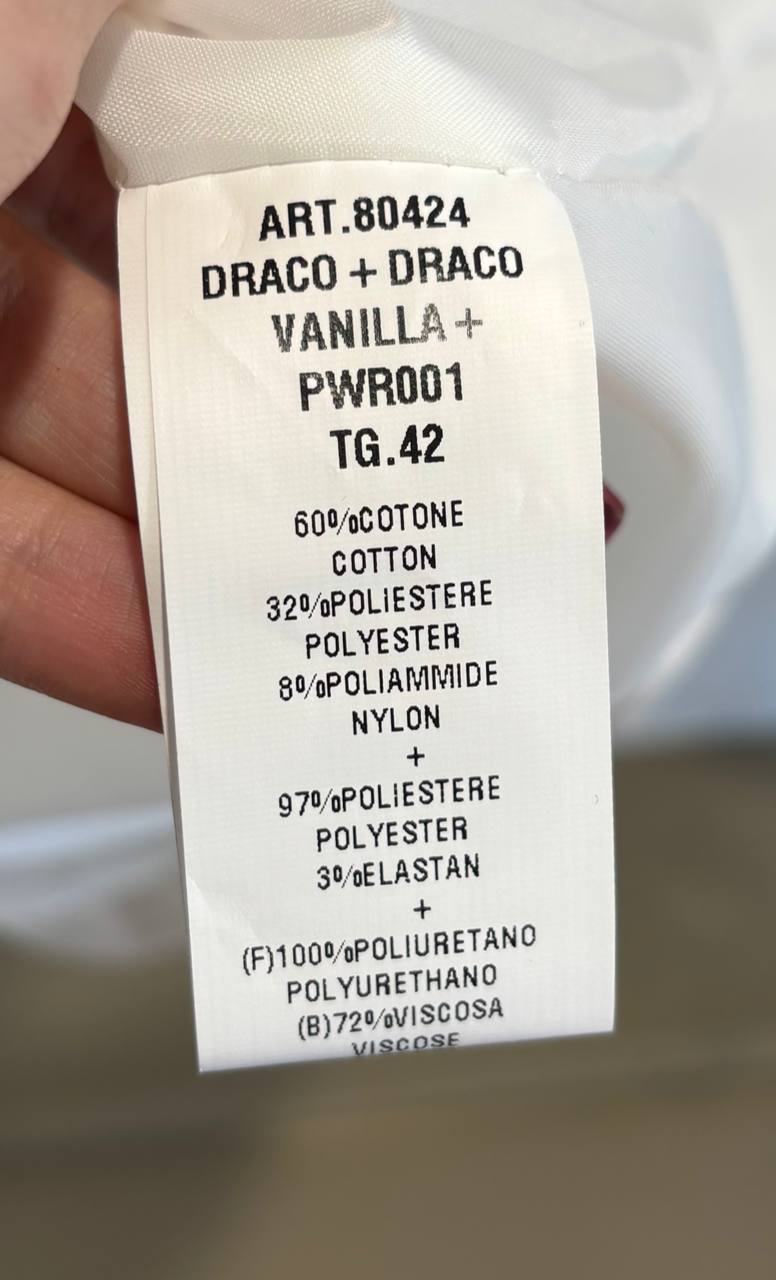 ART.80424
DRACO + DRACO
VANILLA +
PWR001
TG.42
60%COTONE
COTTON
32%POLIESTERE
POLYESTER
8%POLIAMMIDE
NYLON
+
97%POLIESTERE
POLYESTER
3%ELASTAN
+
(F)100%POLIURETANO
POLYURETHANO
(B)72%VISCOSA
VISCOSE